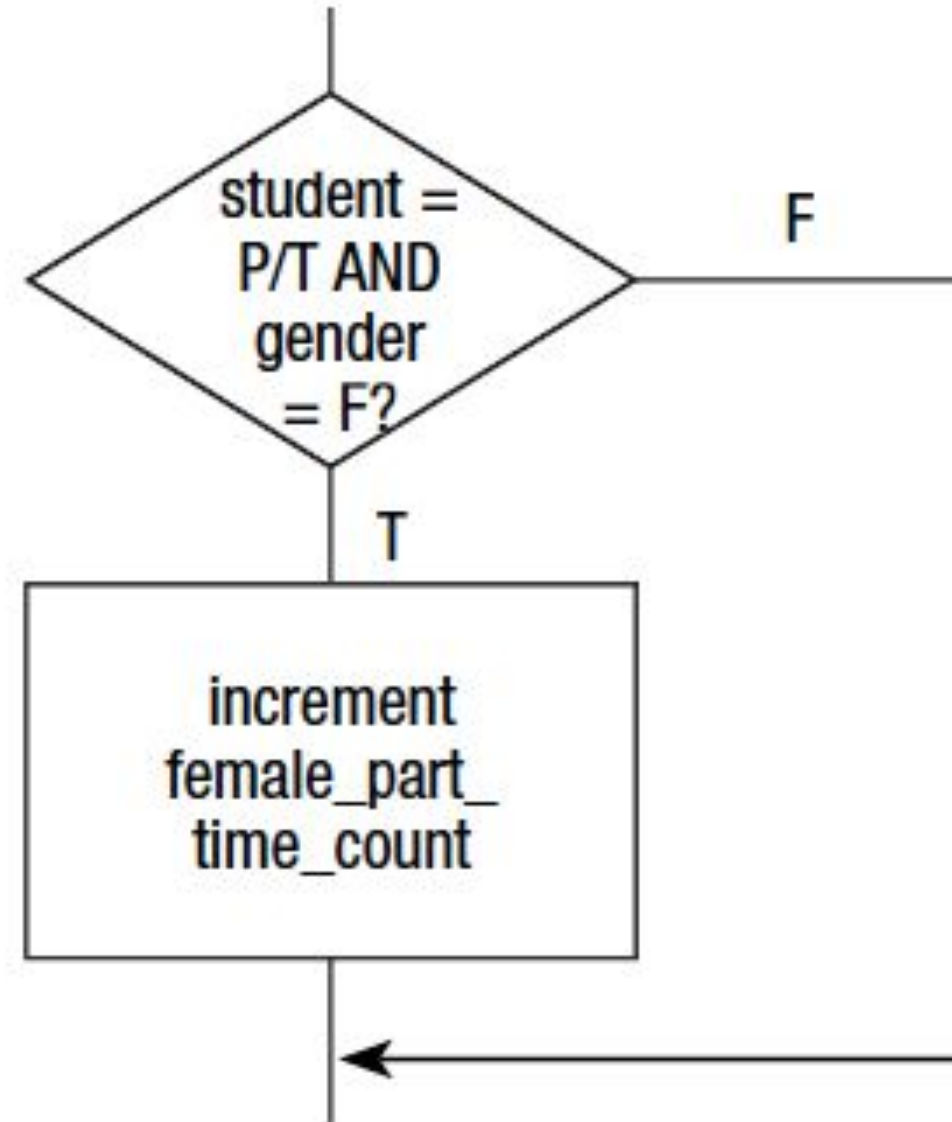 student =
P/T AND
gender
= F?
F
T
increment
female_part_
time_count